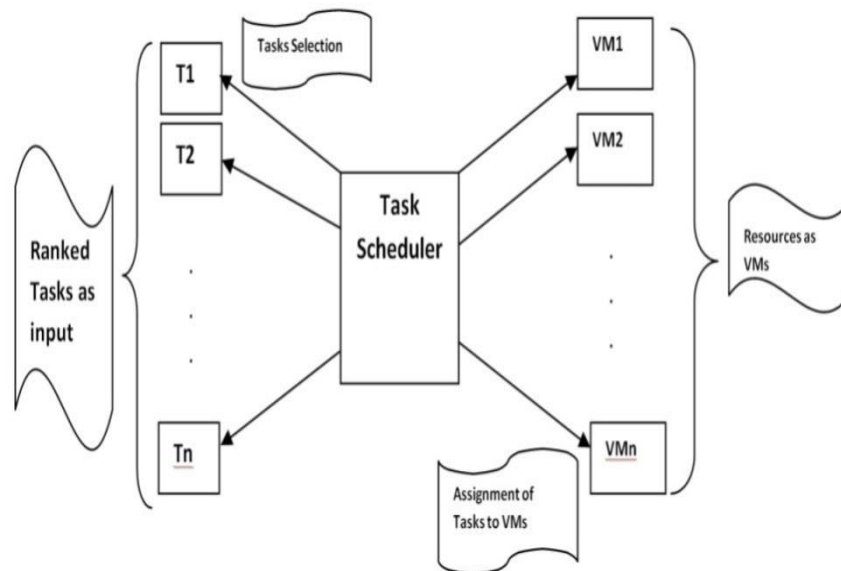 Tasks Selection
T1
T2
.
.
.
Tn
Ranked
Tasks as
input
Task
Scheduler
VM1
VM2
.
.
.
VMn
Resources as
VMs
Assignment of
Tasks to VMs